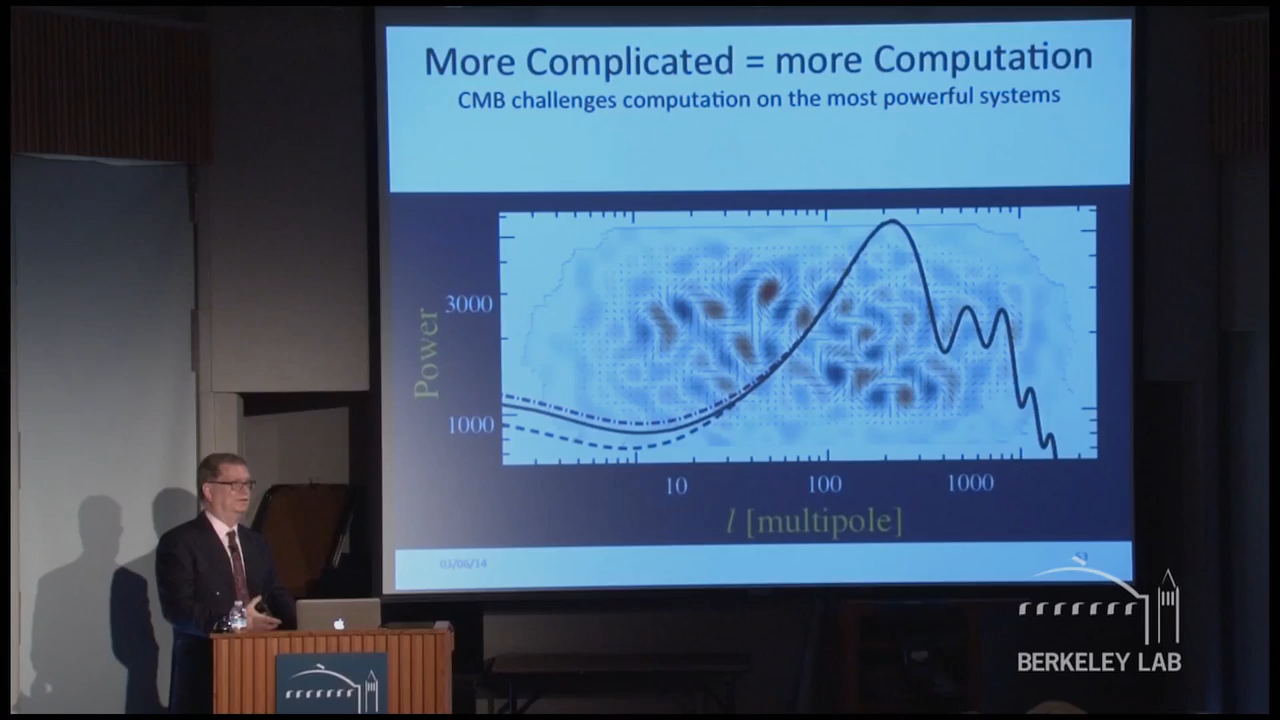 More Complicated = more Computation
CMB challenges computation on the most powerful systems
Power
3000
1000
10
100
1000
l [multipole]
03/06/14
53
BERKELEY LAB